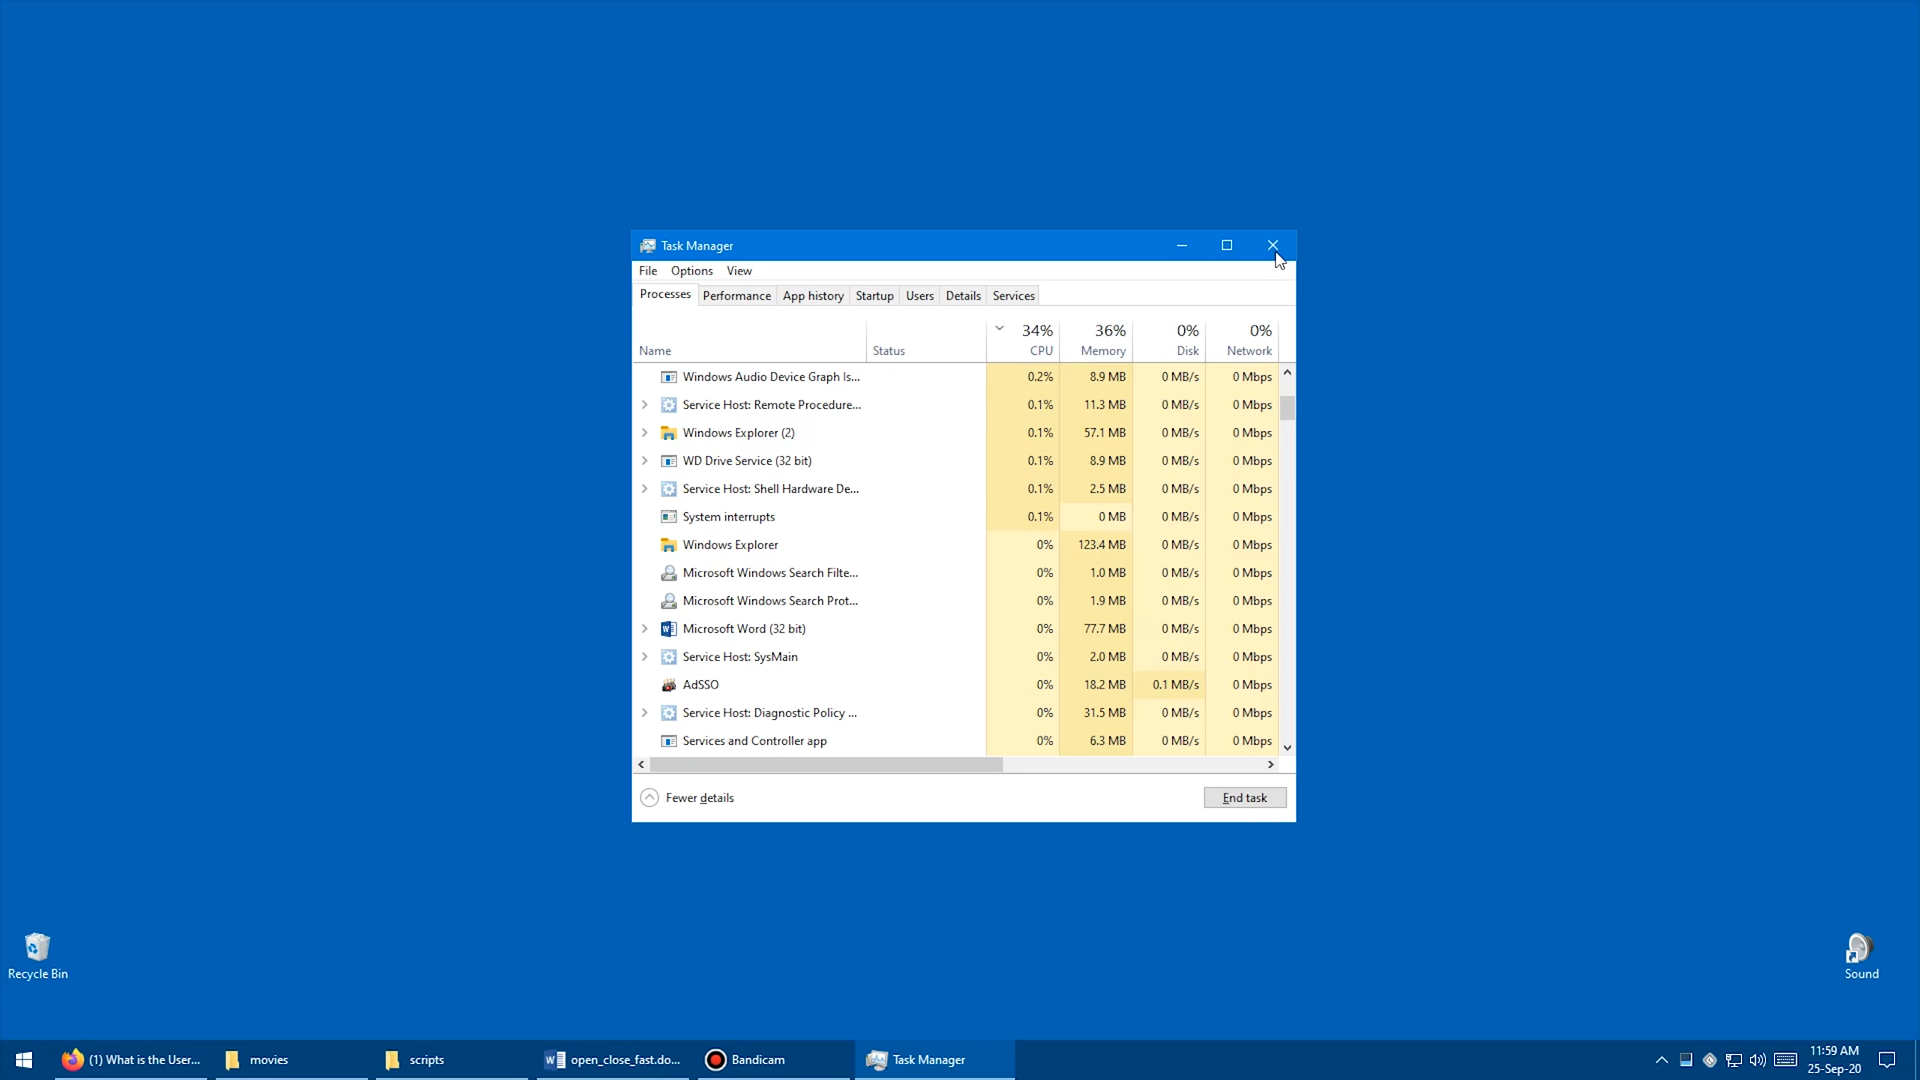 Task Manager
File Options View
Processes Performance App history Startup Users Details Services
34% 36% 0% 0%
Name Status CPU Memory Disk Network
Windows Audio Device Graph Is... 0.2% 8.9 MB 0 MB/s 0 Mbps
Service Host: Remote Procedure... 0.1% 11.3 MB 0 MB/s 0 Mbps
Windows Explorer (2) 0.1% 57.1 MB 0 MB/s 0 Mbps
WD Drive Service (32 bit) 0.1% 8.9 MB 0 MB/s 0 Mbps
Service Host: Shell Hardware De... 0.1% 2.5 MB 0 MB/s 0 Mbps
System interrupts 0.1% 0 MB 0 MB/s 0 Mbps
Windows Explorer 0% 123.4 MB 0 MB/s 0 Mbps
Microsoft Windows Search Filte... 0% 1.0 MB 0 MB/s 0 Mbps
Microsoft Windows Search Prot... 0% 1.9 MB 0 MB/s 0 Mbps
Microsoft Word (32 bit) 0% 77.7 MB 0 MB/s 0 Mbps
Service Host: SysMain 0% 2.0 MB 0 MB/s 0 Mbps
AdSSO 0% 18.2 MB 0.1 MB/s 0 Mbps
Service Host: Diagnostic Policy ... 0% 31.5 MB 0 MB/s 0 Mbps
Services and Controller app 0% 6.3 MB 0 MB/s 0 Mbps
Fewer details End task
Recycle Bin
Sound
(1) What is the User... movies scripts open_close_fast.do... Bandicam Task Manager
11:59 AM
25-Sep-20